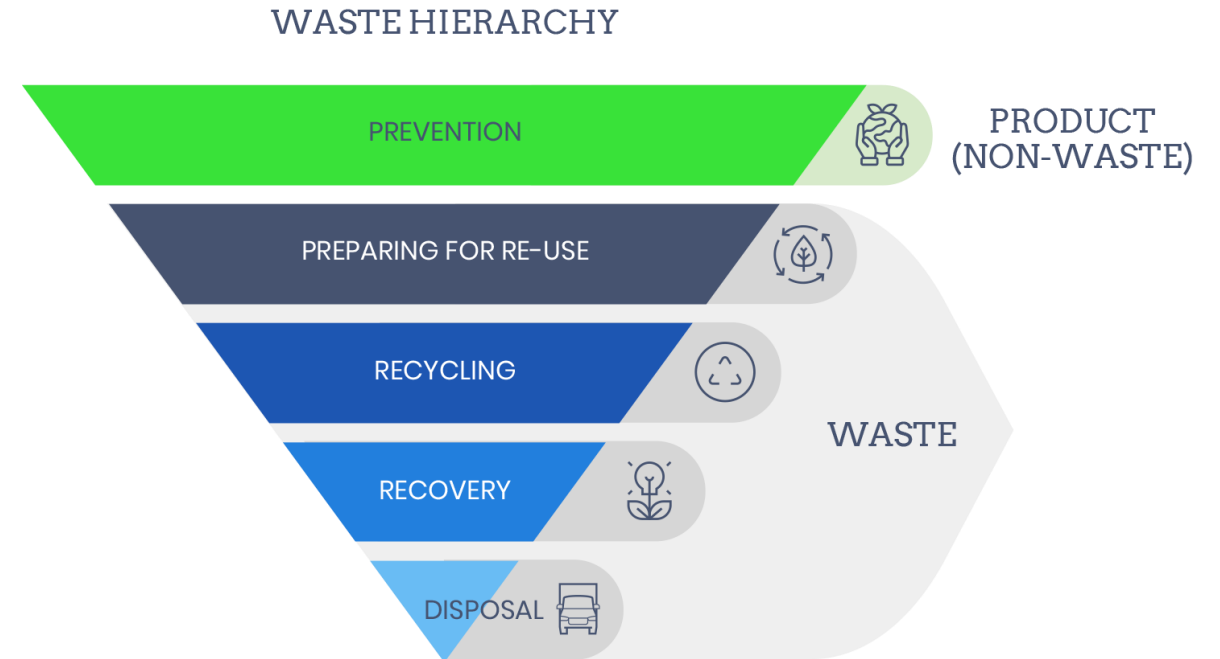 WASTE HIERARCHY
PREVENTION
PRODUCT
(NON-WASTE)
PREPARING FOR RE-USE
RECYCLING
WASTE
RECOVERY
DISPOSAL